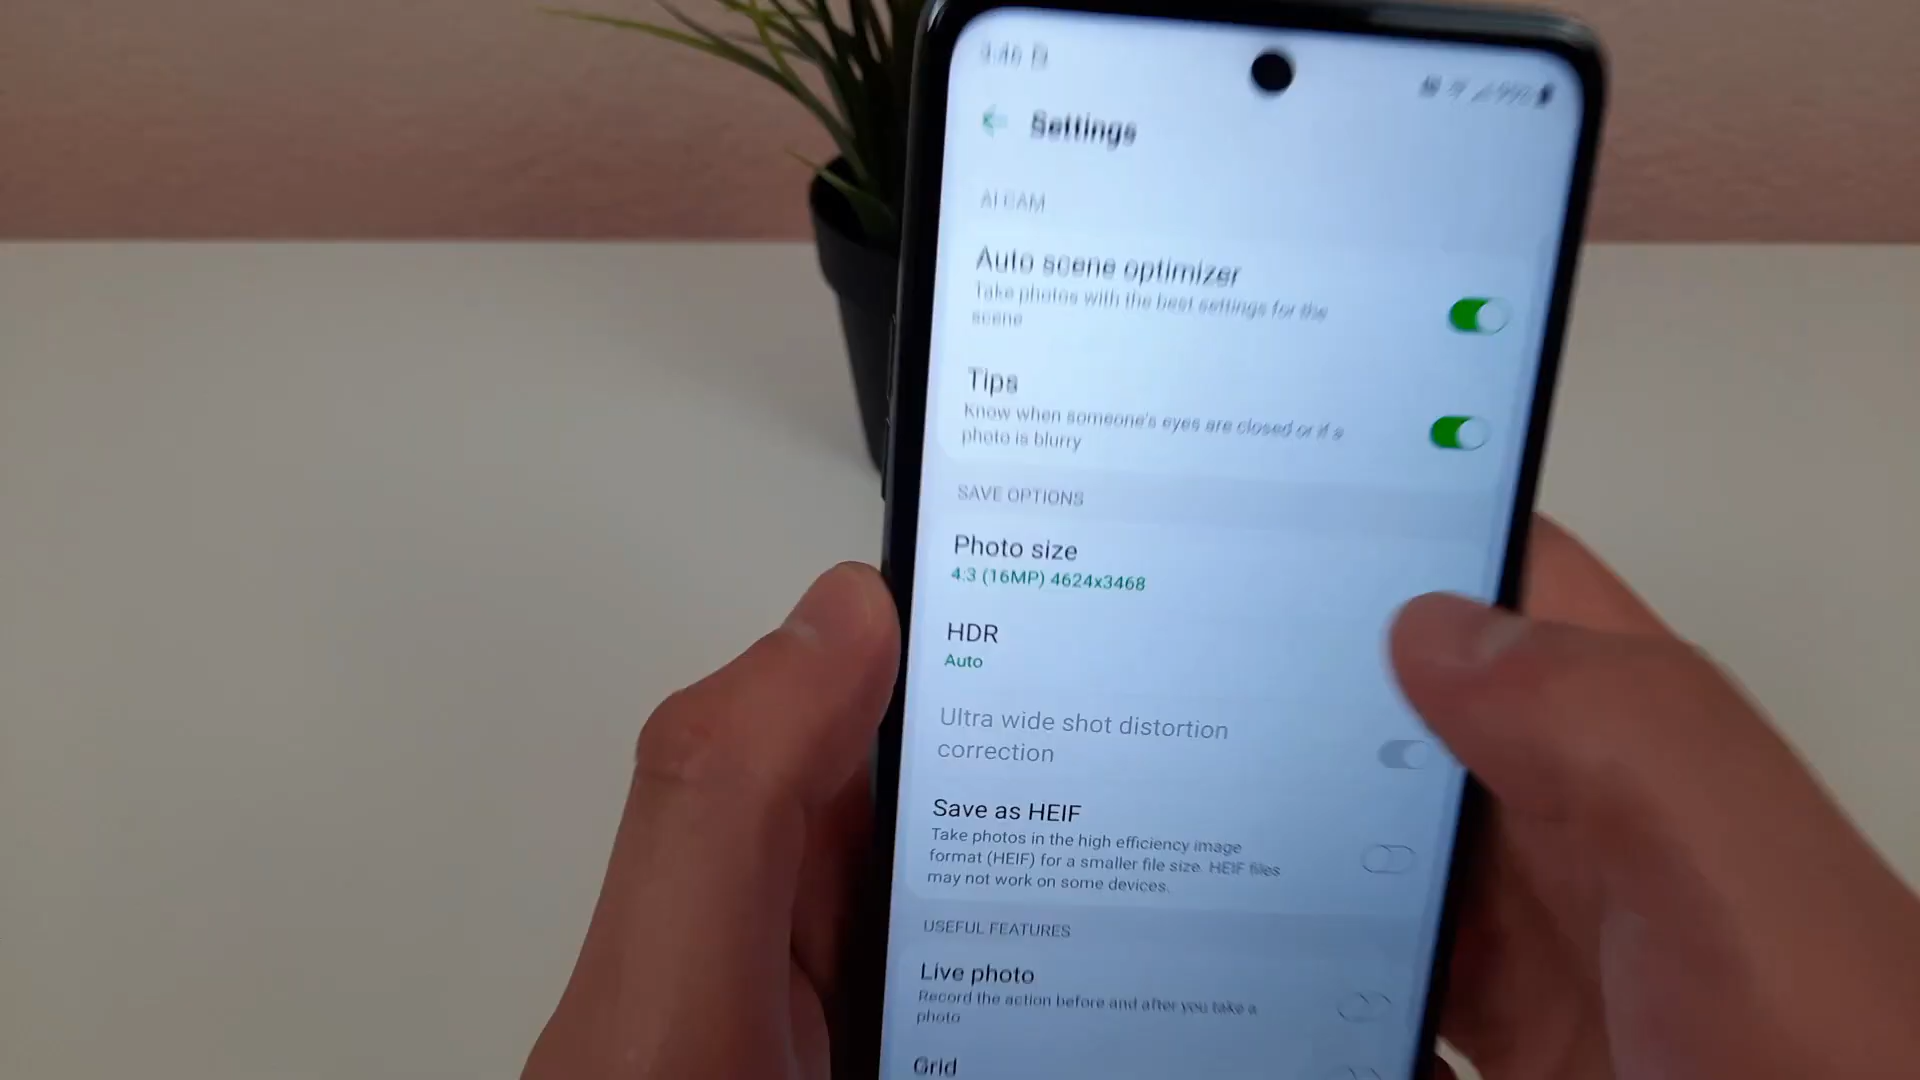 Settings
AI CAM
Auto scene optimizer
Take photos with the best settings for the
scene
Tips
Know when someone's eyes are closed or if a
photo is blurry
SAVE OPTIONS
Photo size
4:3 (16MP) 4624x3468
HDR
Auto
Ultra wide shot distortion
correction
Save as HEIF
Take photos in the high efficiency image
format (HEIF) for a smaller file size. HEIF files
may not work on some devices.
USEFUL FEATURES
Live photo
Record the action before and after you take a
photo
Grid